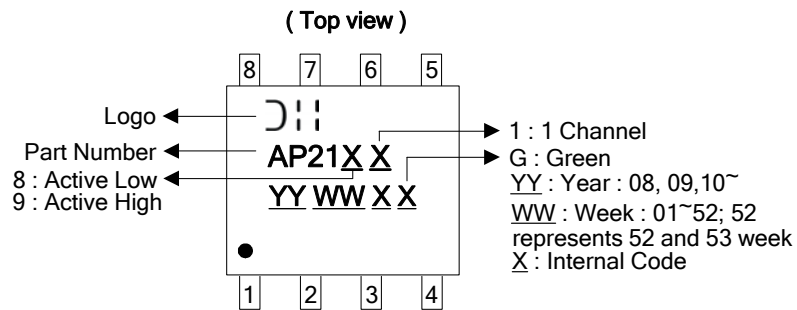 ( Top view )
8 7 6 5
Logo
Part Number
8 : Active Low
9 : Active High
AP21X X
YY WW X X
1 : 1 Channel
G : Green
YY : Year : 08, 09,10~
WW : Week : 01~52; 52
represents 52 and 53 week
X : Internal Code
1 2 3 4